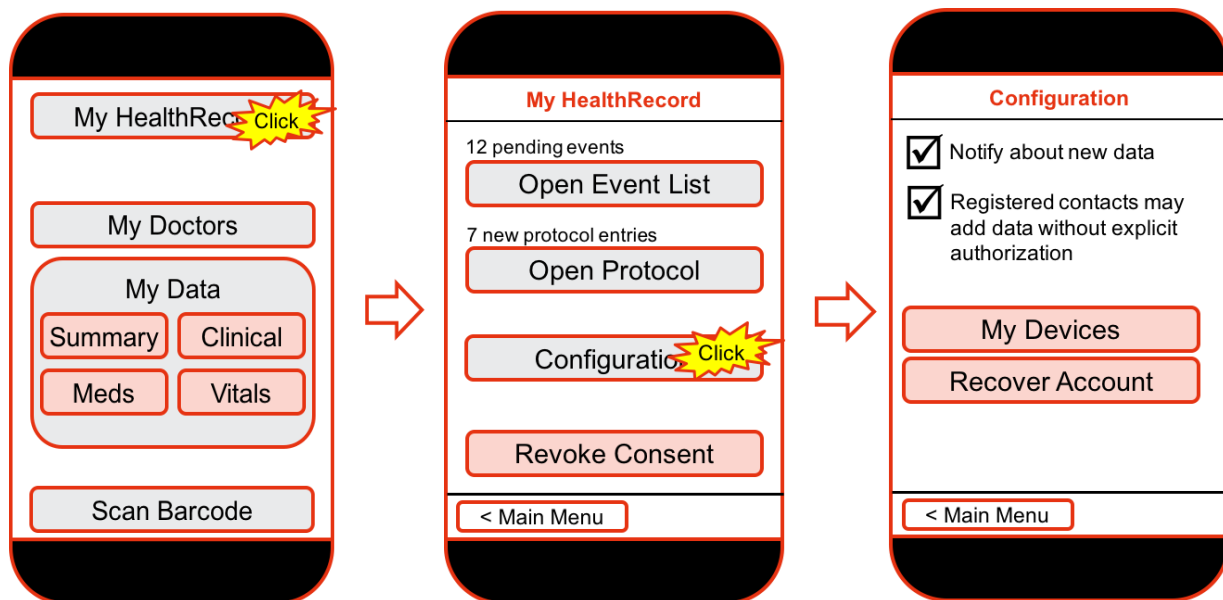 My HealthRecord
Click
My Doctors
My Data
Summary
Clinical
Meds
Vitals
Scan Barcode
My HealthRecord
12 pending events
Open Event List
7 new protocol entries
Open Protocol
Configuration
Click
Revoke Consent
< Main Menu
Configuration
Notify about new data
Registered contacts may
add data without explicit
authorization
My Devices
Recover Account
< Main Menu